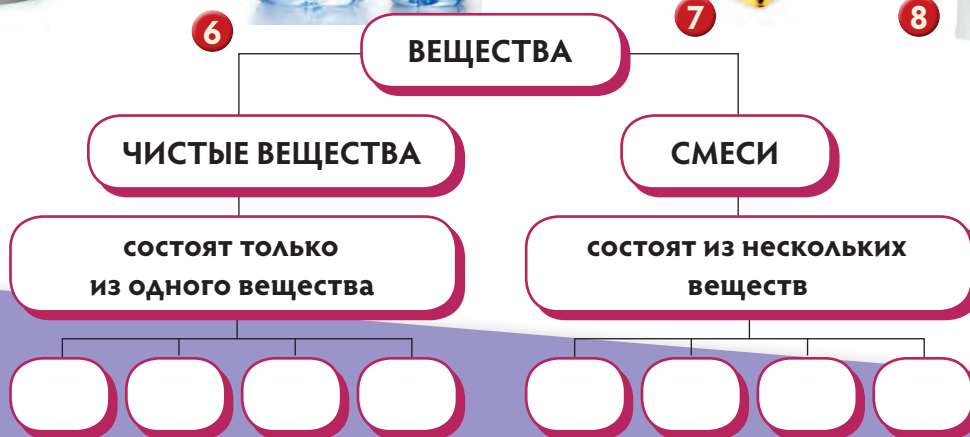 6
7
8
ВЕЩЕСТВА
ЧИСТЫЕ ВЕЩЕСТВА
СМЕСИ
состоят только
из одного вещества
состоят из нескольких
веществ